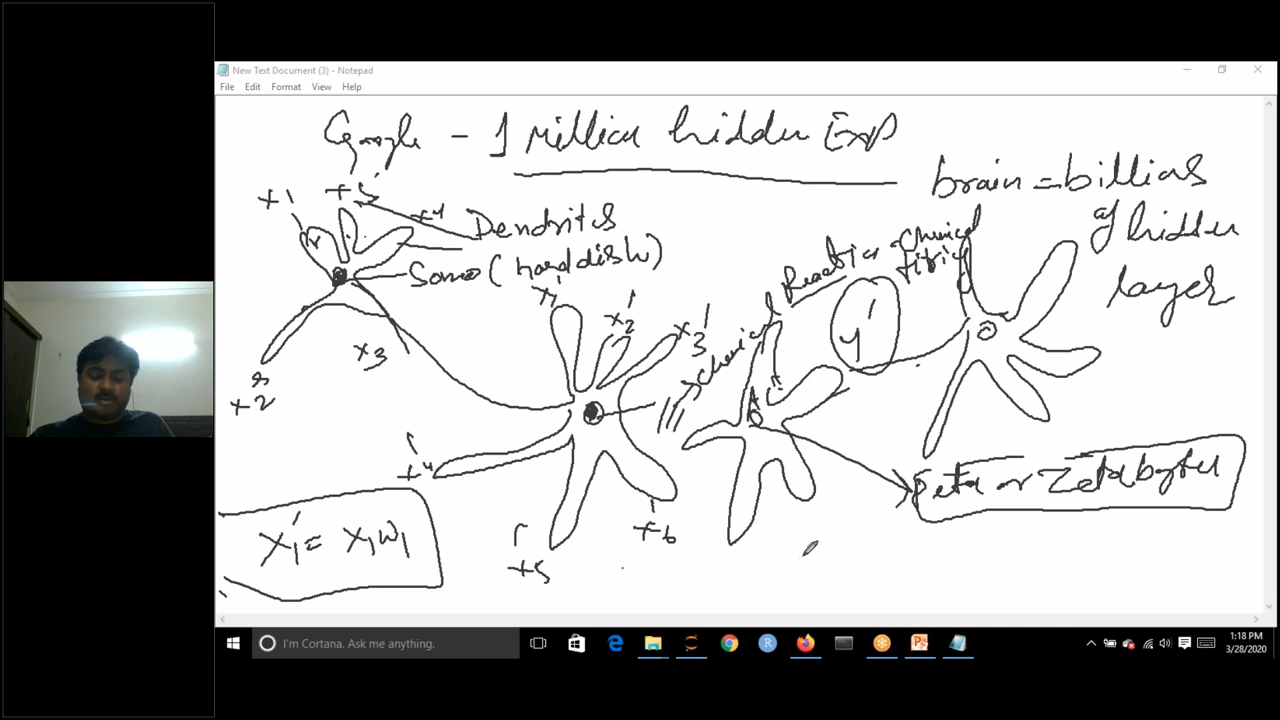 New Text Document (3) - Notepad
File Edit Format View Help
Google - 1 Million hidden Exp
brain = billions
of hidden
layer
x1
x5
x4
Dendrites
Soma (harddisk)
x2
x3
x1'
x2'
x3'
x4'
x5'
x6'
chemical Reaction - chemical
y'
Peta or Zeta bytes
x1' = x1w1
I'm Cortana. Ask me anything.
1:18 PM
3/28/2020